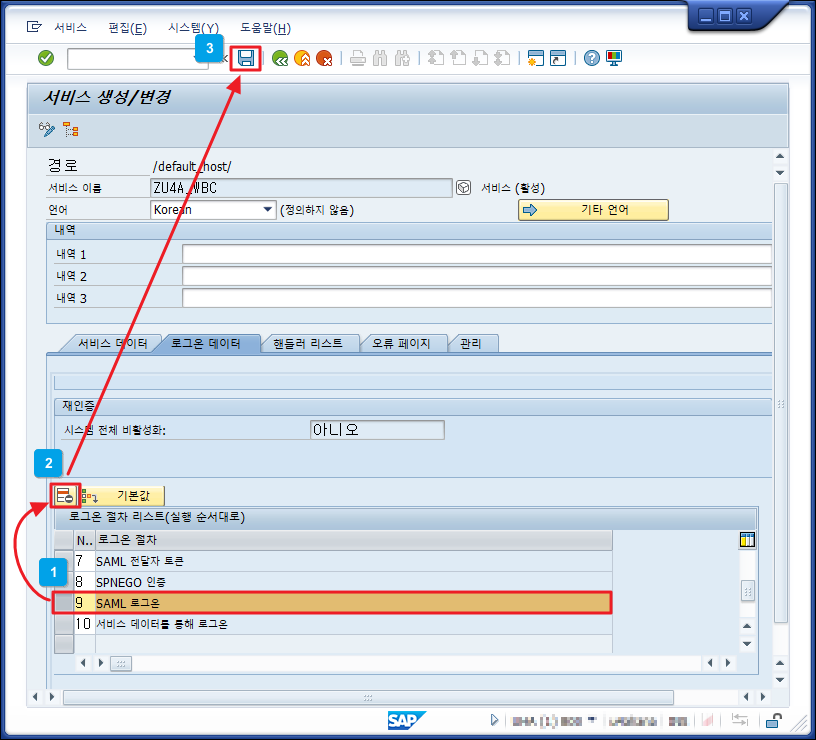 서비스 편집(E) 시스템(Y) 도움말(H)
3
서비스 생성/변경
경로 /default_host/
서비스 이름 ZU4A_WBC 서비스 (활성)
언어 Korean (정의하지 않음) 기타 언어
내역
내역 1
내역 2
내역 3
서비스 데이터 로그온 데이터 핸들러 리스트 오류 페이지 관리
재인증
시스템 전체 비활성화: 아니오
2
기본값
로그온 절차 리스트(실행 순서대로)
N.. 로그온 절차
7 SAML 전달자 토큰
1
8 SPNEGO 인증
9 SAML 로그온
10 서비스 데이터를 통해 로그온
SAP